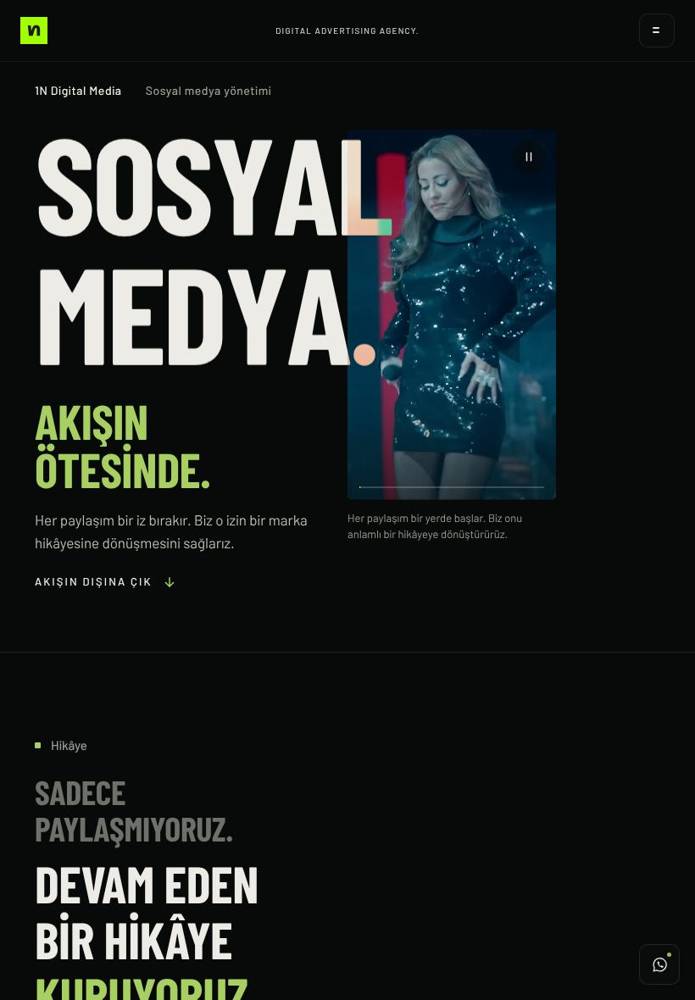 DIGITAL ADVERTISING AGENCY.
1N Digital Media
Sosyal medya yönetimi
SOSYAL
MEDYA.
AKIŞIN
ÖTESİNDE.
Her paylaşım bir iz bırakır. Biz o izin bir marka
hikâyesine dönüşmesini sağlarız.
Her paylaşım bir yerde başlar. Biz onu
anlamlı bir hikâyeye dönüştürürüz.
AKIŞIN DIŞINA ÇIK
Hikâye
SADECE
PAYLAŞMIYORUZ.
DEVAM EDEN
BİR HİKÂYE
KURUYORUZ